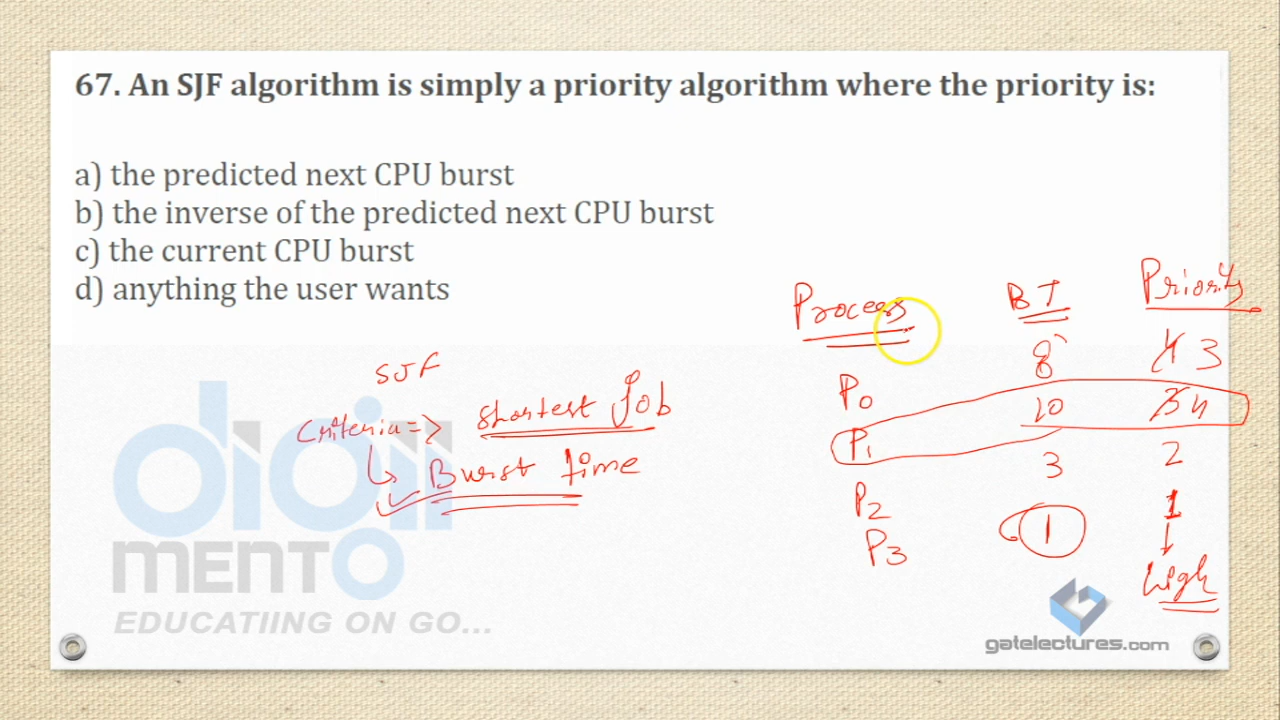 67. An SJF algorithm is simply a priority algorithm where the priority is:
a) the predicted next CPU burst
b) the inverse of the predicted next CPU burst
c) the current CPU burst
d) anything the user wants
SJF
Criteria => Shortest Job
Burst time
Process BT Priority
P0 8 4 3
P1 10 3 4
P2 3 2
P3 1 1
high
digii
MENTO
EDUCATIING ON GO...
gatelectures.com